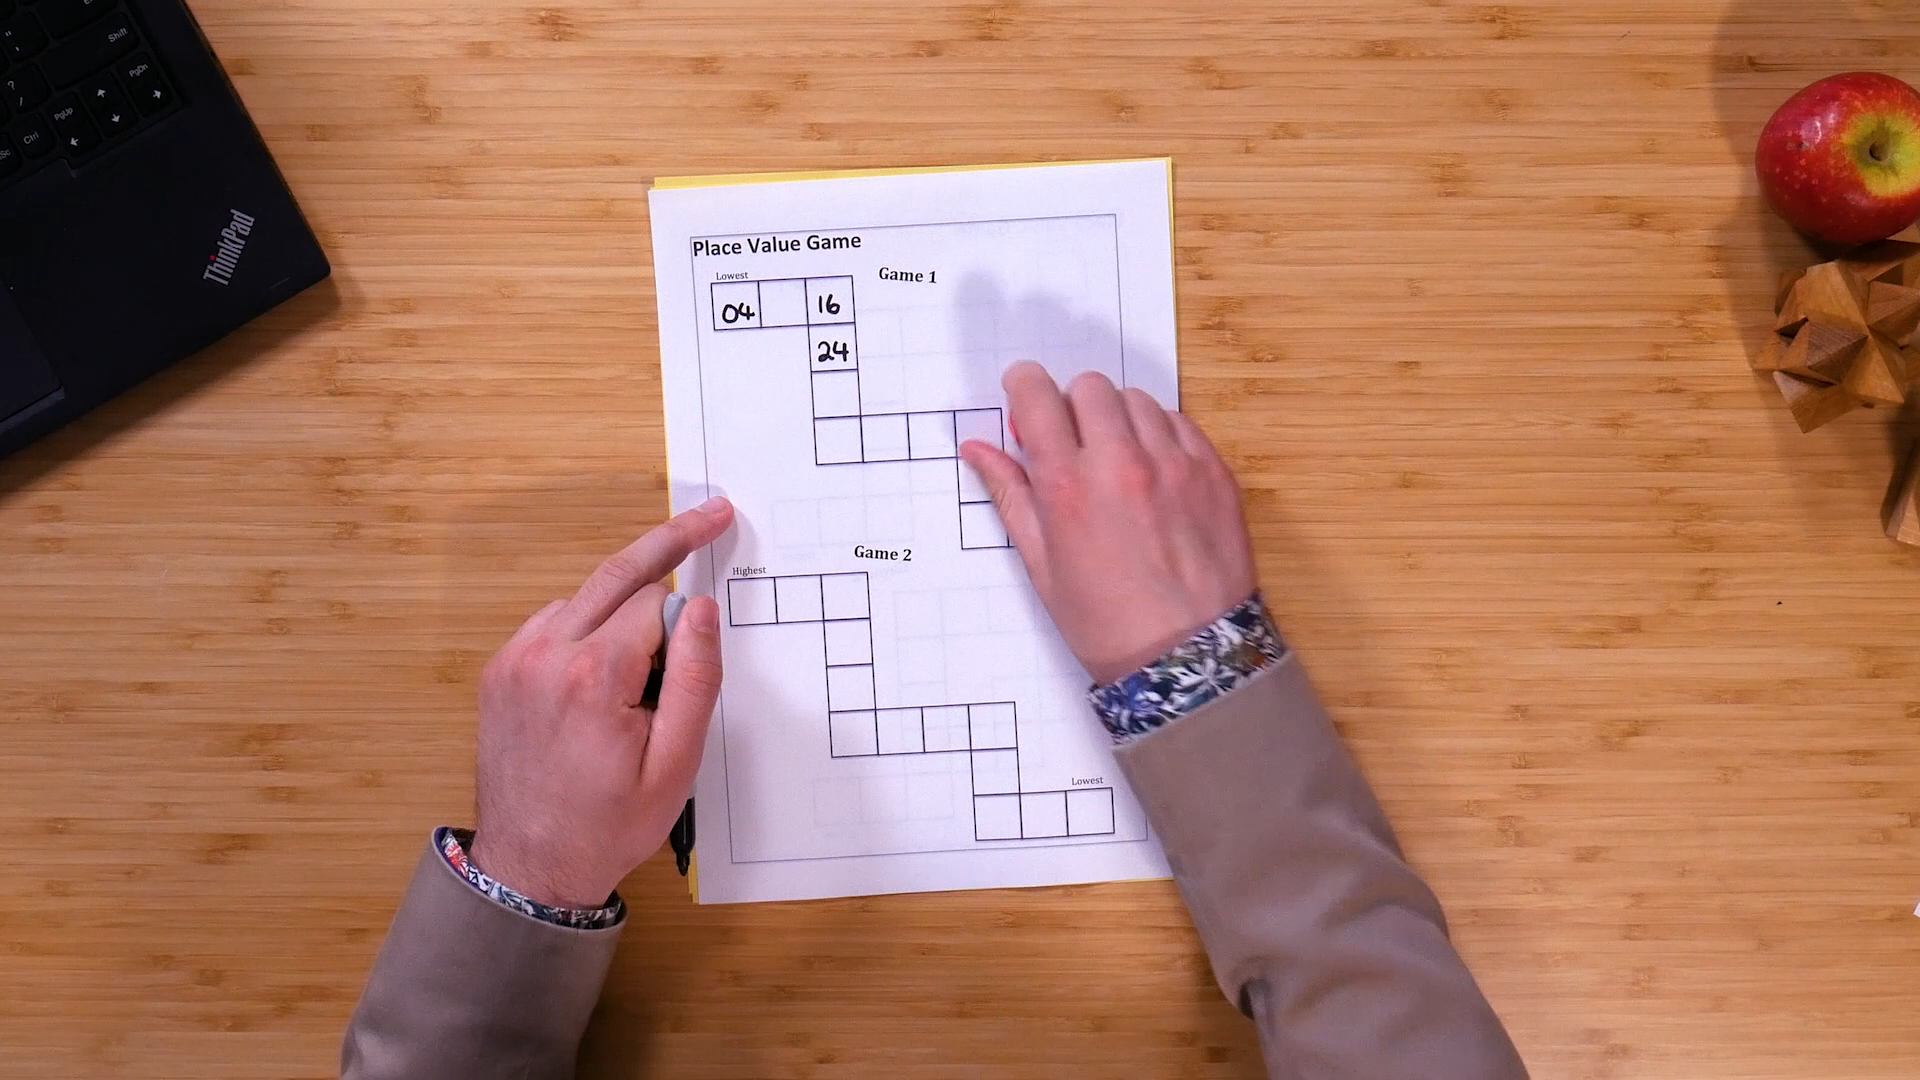 Shift
PgDn
PgUp
Ctrl
ThinkPad
Place Value Game
Lowest
Game 1
04 16
24
Game 2
Highest
Lowest